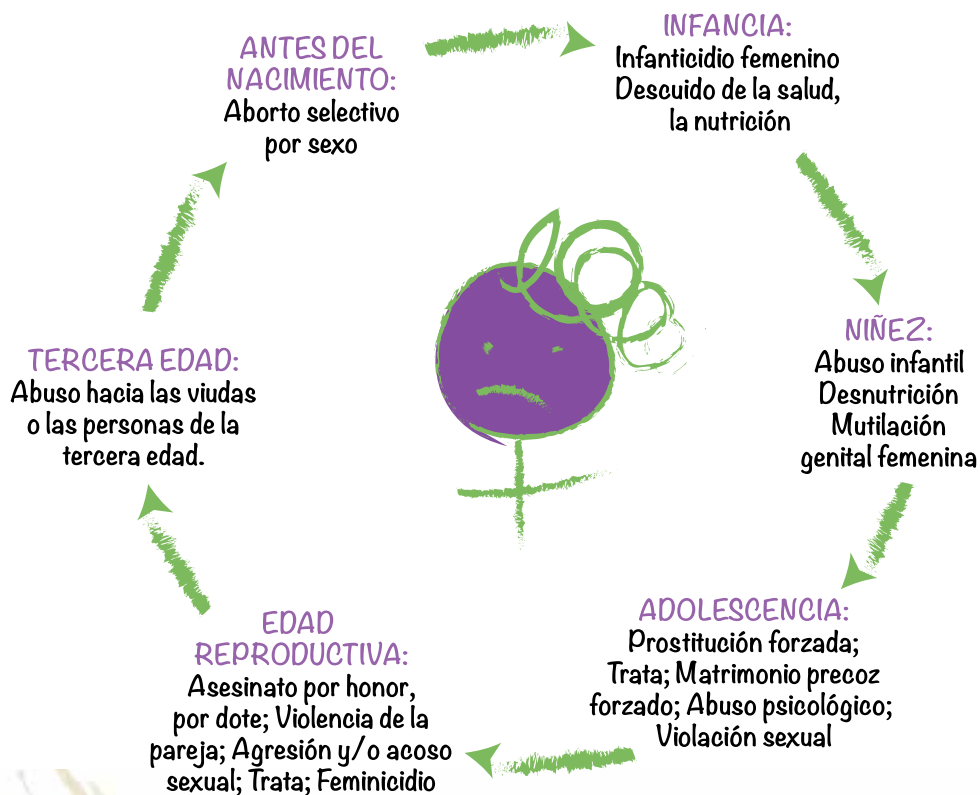 ANTES DEL
NACIMIENTO:
Aborto selectivo
por sexo
INFANCIA:
Infanticidio femenino
Descuido de la salud,
la nutrición
NIÑEZ:
Abuso infantil
Desnutrición
Mutilación
genital femenina
ADOLESCENCIA:
Prostitución forzada;
Trata; Matrimonio precoz
forzado; Abuso psicológico;
Violación sexual
EDAD
REPRODUCTIVA:
Asesinato por honor,
por dote; Violencia de la
pareja; Agresión y/o acoso
sexual; Trata; Feminicidio
TERCERA EDAD:
Abuso hacia las viudas
o las personas de la
tercera edad.